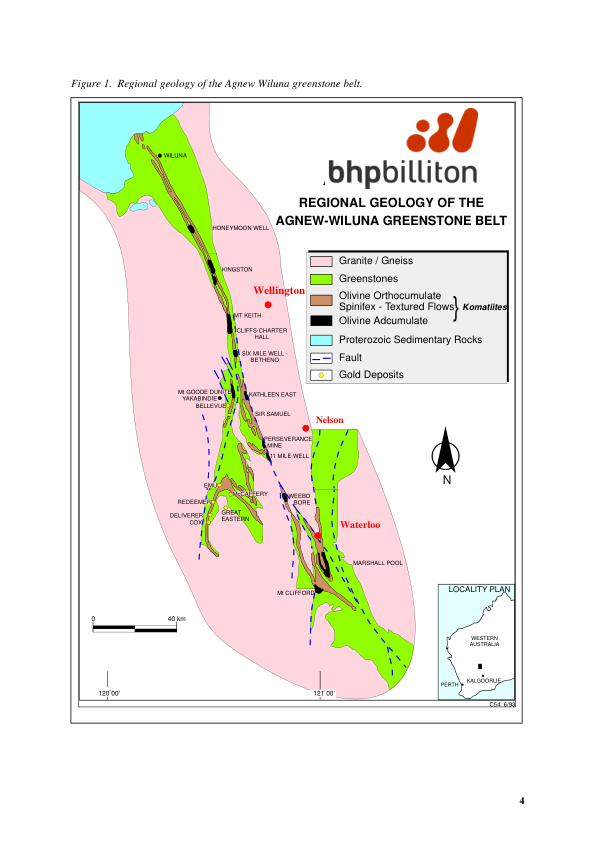 Figure 1. Regional geology of the Agnew Wiluna greenstone belt.
bhpbilliton
REGIONAL GEOLOGY OF THE
AGNEW-WILUNA GREENSTONE BELT
Granite / Gneiss
Greenstones
Olivine Orthocumulate
Spinifex - Textured Flows
Komatiites
Olivine Adcumulate
Proterozoic Sedimentary Rocks
Fault
Gold Deposits
WILUNA
HONEYMOON WELL
KINGSTON
Wellington
MT KEITH
CLIFFS-CHARTER
HALL
SIX MILE WELL -
BETHENO
Mt GOODE DUNITE
YAKABINDIE
BELLEVUE
KATHLEEN EAST
SIR SAMUEL
Nelson
PERSEVERANCE
MINE
11 MILE WELL
EMU
McCAFFERY
REDEEMER
GREAT
EASTERN
DELIVERER
COX
WEEBO
BORE
Waterloo
MARSHALL POOL
Mt CLIFFORD
N
0 40 km
120°00'
121°00'
LOCALITY PLAN
WESTERN
AUSTRALIA
KALGOORLIE
PERTH
C54 6/93
4